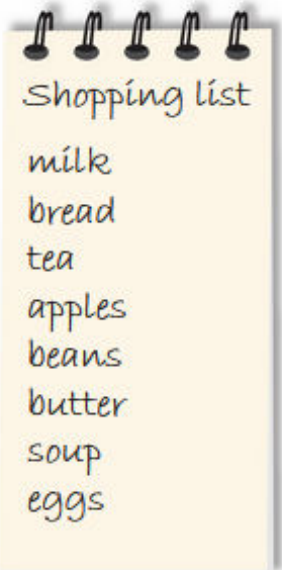 Shopping list
milk
bread
tea
apples
beans
butter
soup
eggs